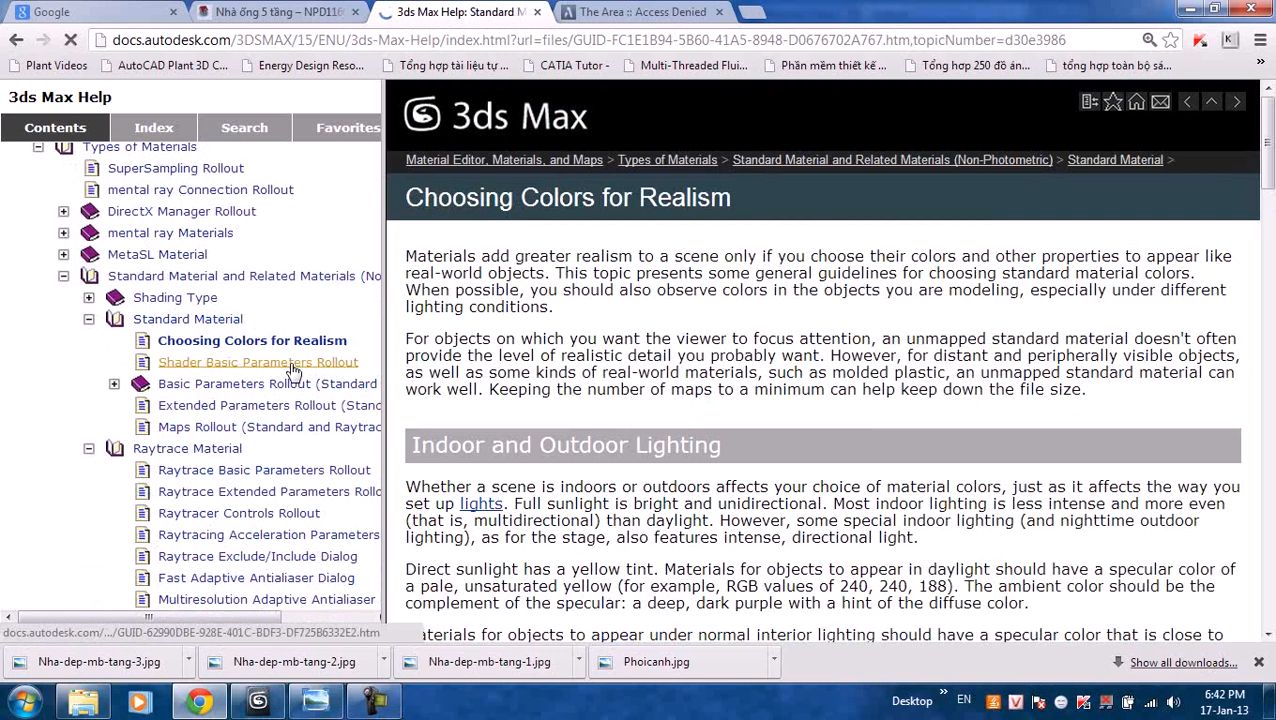 Google
Nhà ống 5 tầng – NPD116
3ds Max Help: Standard M
The Area :: Access Denied
docs.autodesk.com/3DSMAX/15/ENU/3ds-Max-Help/index.html?url=files/GUID-FC1E1B94-5B60-41A5-8948-D0676702A767.htm,topicNumber=d30e3986
Plant Videos
AutoCAD Plant 3D C...
Energy Design Reso...
Tổng hợp tài liệu tự ...
CATIA Tutor -
Multi-Threaded Flui...
Phần mềm thiết kế ...
Tổng hợp 250 đồ án...
tổng hợp toàn bộ sá...
3ds Max Help
Contents
Index
Search
Favorites
Types of Materials
SuperSampling Rollout
mental ray Connection Rollout
DirectX Manager Rollout
mental ray Materials
MetaSL Material
Standard Material and Related Materials (No
Shading Type
Standard Material
Choosing Colors for Realism
Shader Basic Parameters Rollout
Basic Parameters Rollout (Standard
Extended Parameters Rollout (Stan
Maps Rollout (Standard and Raytrac
Raytrace Material
Raytrace Basic Parameters Rollout
Raytrace Extended Parameters Rollo
Raytracer Controls Rollout
Raytracing Acceleration Parameters
Raytrace Exclude/Include Dialog
Fast Adaptive Antialiaser Dialog
Multiresolution Adaptive Antialiaser
docs.autodesk.com/.../GUID-62990DBE-928E-401C-BDF3-DF725B6332E2.htm
3ds Max
Material Editor, Materials, and Maps > Types of Materials > Standard Material and Related Materials (Non-Photometric) > Standard Material >
Choosing Colors for Realism
Materials add greater realism to a scene only if you choose their colors and other properties to appear like
real-world objects. This topic presents some general guidelines for choosing standard material colors.
When possible, you should also observe colors in the objects you are modeling, especially under different
lighting conditions.
For objects on which you want the viewer to focus attention, an unmapped standard material doesn't often
provide the level of realistic detail you probably want. However, for distant and peripherally visible objects,
as well as some kinds of real-world materials, such as molded plastic, an unmapped standard material can
work well. Keeping the number of maps to a minimum can help keep down the file size.
Indoor and Outdoor Lighting
Whether a scene is indoors or outdoors affects your choice of material colors, just as it affects the way you
set up lights. Full sunlight is bright and unidirectional. Most indoor lighting is less intense and more even
(that is, multidirectional) than daylight. However, some special indoor lighting (and nighttime outdoor
lighting), as for the stage, also features intense, directional light.
Direct sunlight has a yellow tint. Materials for objects to appear in daylight should have a specular color of
a pale, unsaturated yellow (for example, RGB values of 240, 240, 188). The ambient color should be the
complement of the specular: a deep, dark purple with a hint of the diffuse color.
Materials for objects to appear under normal interior lighting should have a specular color that is close to
Nha-dep-mb-tang-3.jpg
Nha-dep-mb-tang-2.jpg
Nha-dep-mb-tang-1.jpg
Phoicanh.jpg
Show all downloads...
Desktop
EN
6:42 PM
17-Jan-13